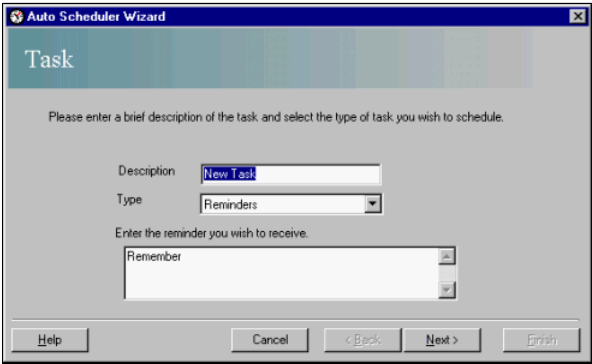 Auto Scheduler Wizard
Task
Please enter a brief description of the task and select the type of task you wish to schedule.
Description New Task
Type Reminders
Enter the reminder you wish to receive.
Remember
Help Cancel < Back Next > Finish